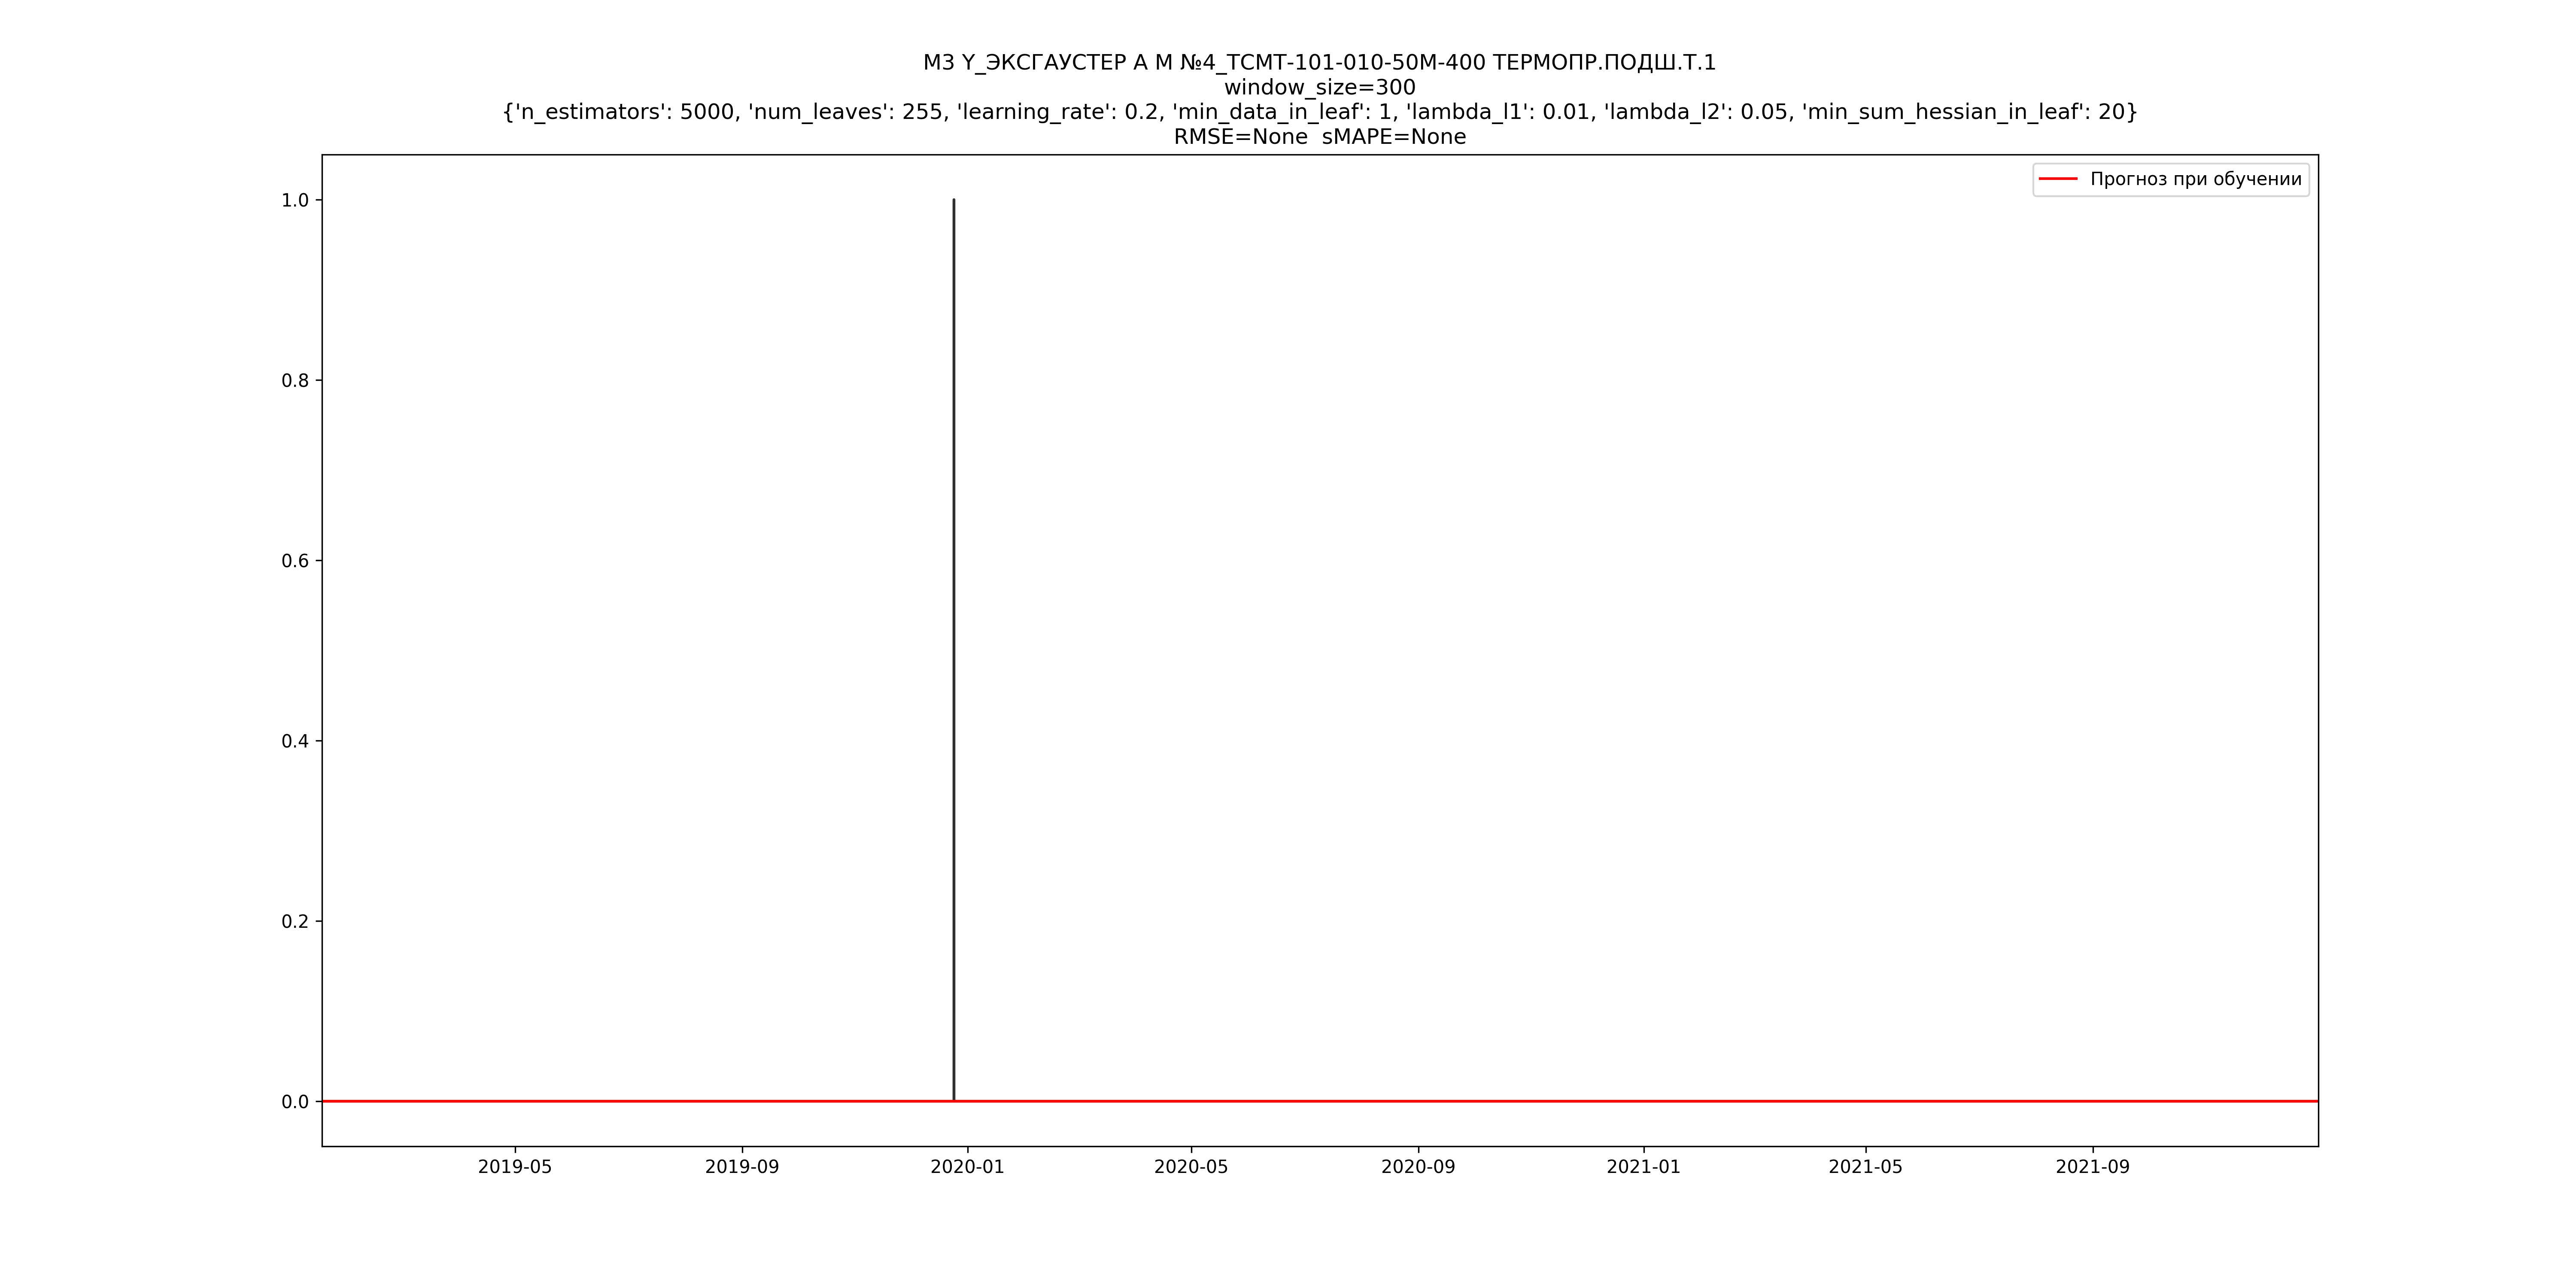 М3 Y_ЭКСГАУСТЕР А М №4_ТСМТ-101-010-50М-400 ТЕРМОПР.ПОДШ.Т.1
window_size=300
{'n_estimators': 5000, 'num_leaves': 255, 'learning_rate': 0.2, 'min_data_in_leaf': 1, 'lambda_l1': 0.01, 'lambda_l2': 0.05, 'min_sum_hessian_in_leaf': 20}
RMSE=None  sMAPE=None
Прогноз при обучении
1.0
0.8
0.6
0.4
0.2
0.0
2019-05 2019-09 2020-01 2020-05 2020-09 2021-01 2021-05 2021-09